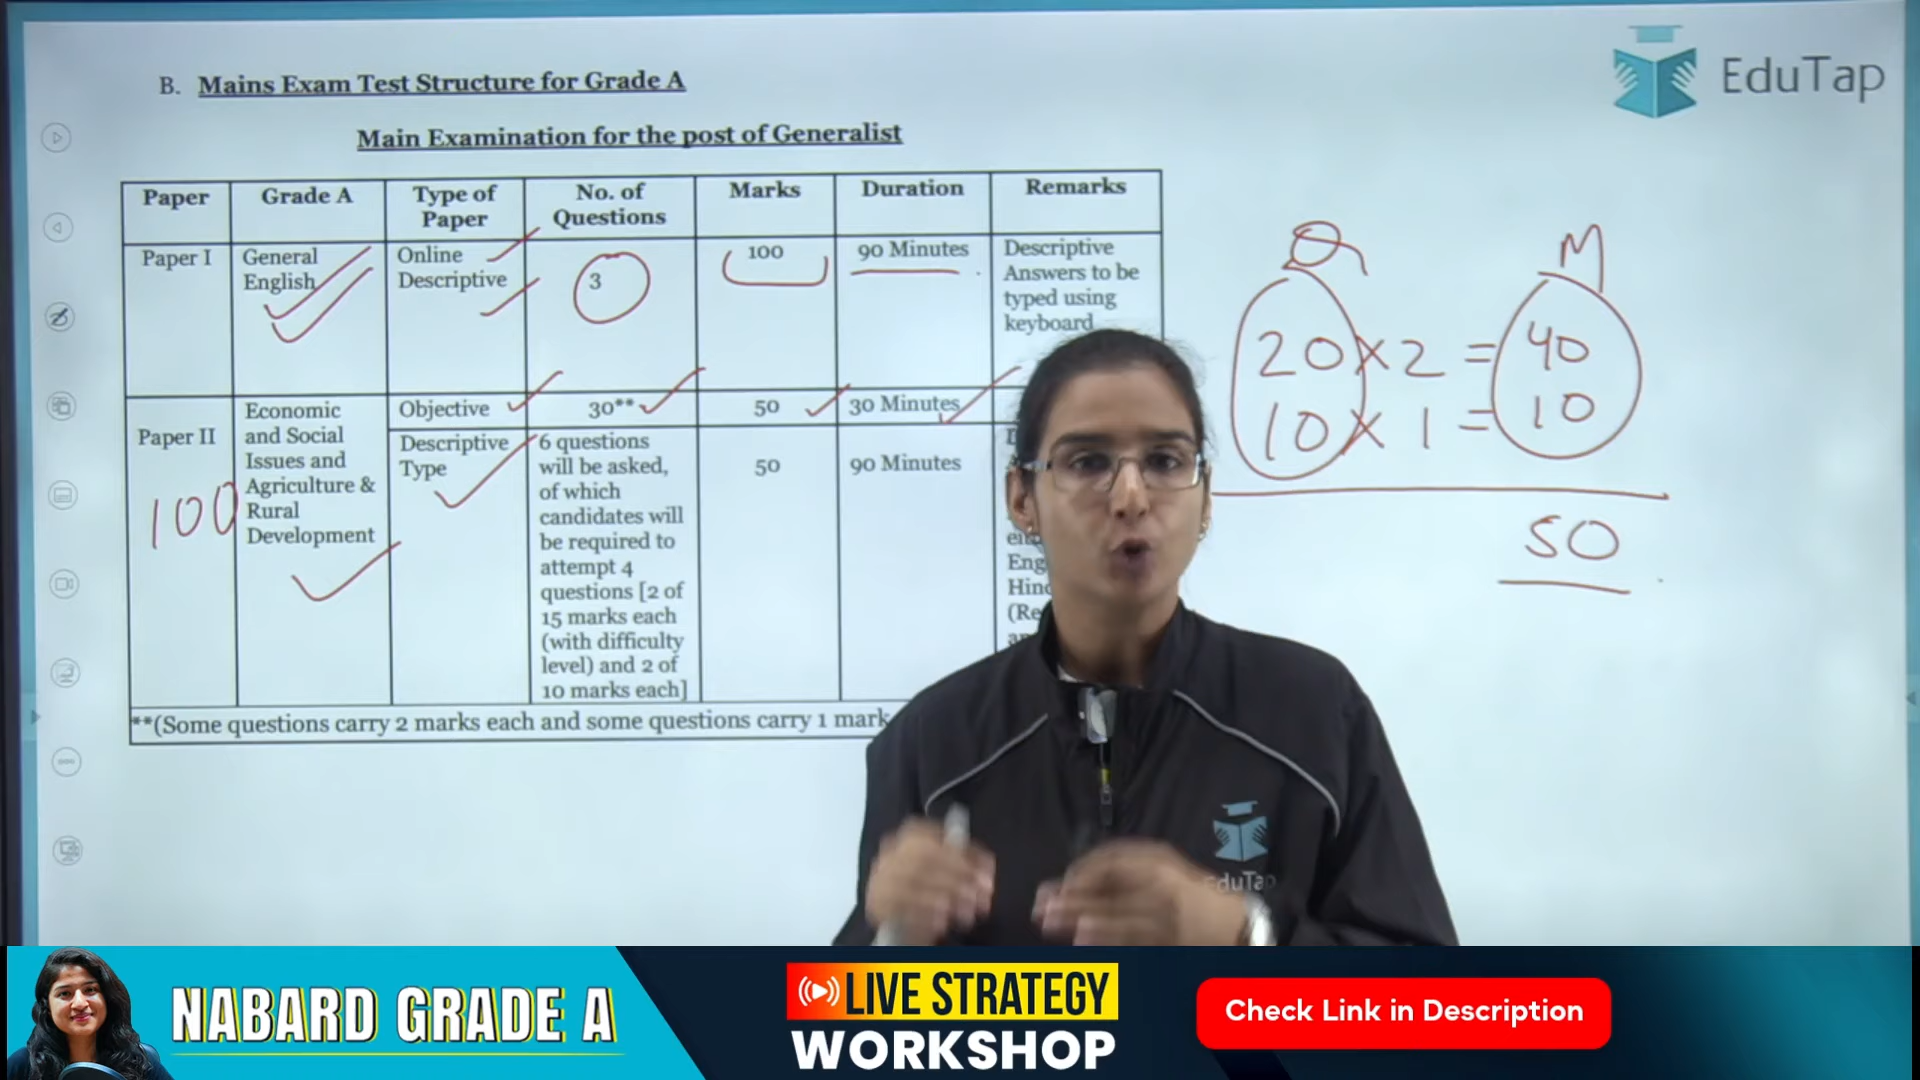 B. Mains Exam Test Structure for Grade A
EduTap
Main Examination for the post of Generalist
Paper
Grade A
Type of
Paper
No. of
Questions
Marks
Duration
Remarks
Paper I
General
English
Online
Descriptive
3
100
90 Minutes
Descriptive
Answers to be
typed using
keyboard
Paper II
100
Economic
and Social
Issues and
Agriculture &
Rural
Development
Objective
30**
50
30 Minutes
Descriptive
Type
6 questions
will be asked,
of which
candidates will
be required to
attempt 4
questions [2 of
15 marks each
(with difficulty
level) and 2 of
10 marks each]
50
90 Minutes
Eng
Hin
(Re
**(Some questions carry 2 marks each and some questions carry 1 mark
Q M
20 x 2 = 40
10 x 1 = 10
50
EduTap
NABARD GRADE A
LIVE STRATEGY
WORKSHOP
Check Link in Description